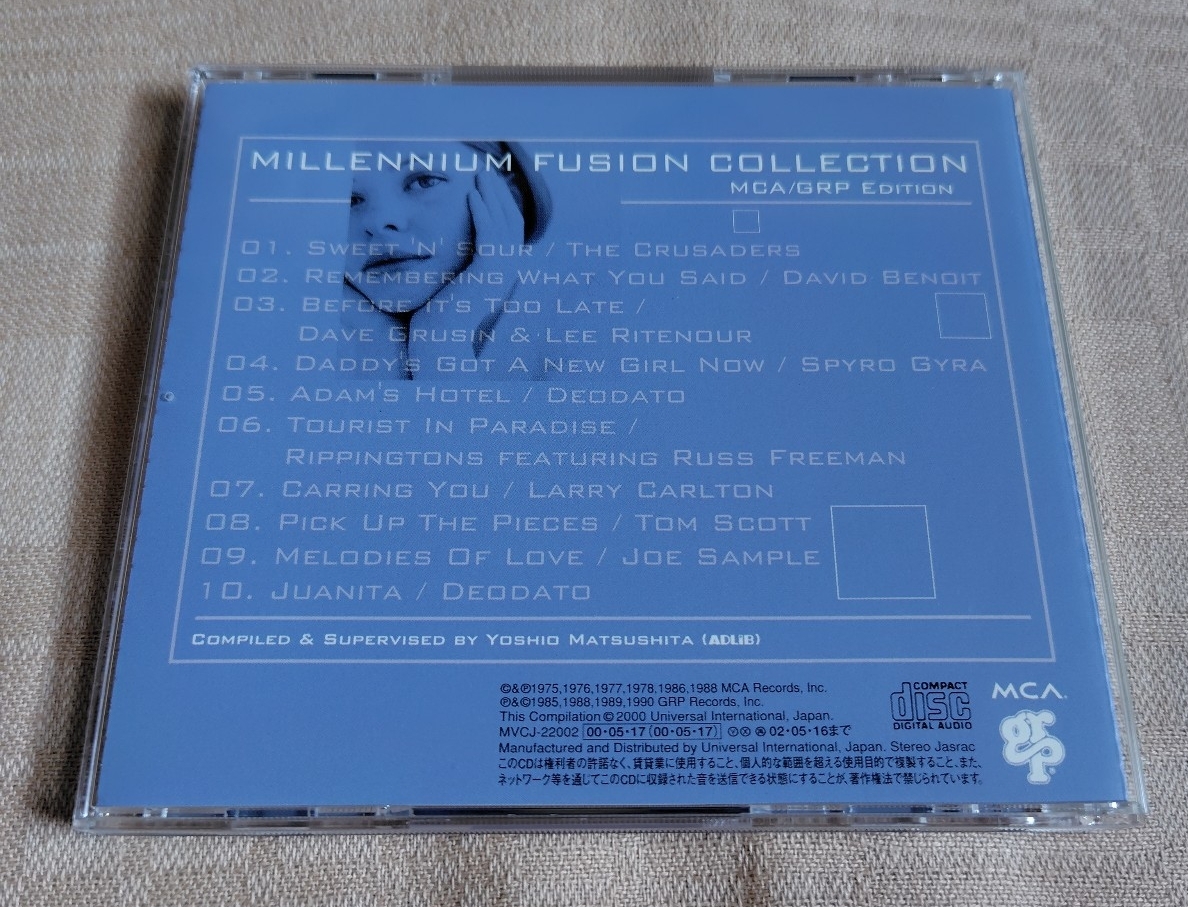 MILLENNIUM FUSION COLLECTION
MCA/GRP EDITION
01. SWEET 'N' SOUR / THE CRUSADERS
02. REMEMBERING WHAT YOU SAID / DAVID BENOIT
03. BEFORE IT'S TOO LATE /
DAVE GRUSIN & LEE RITENOUR
04. DADDY'S GOT A NEW GIRL NOW / SPYRO GYRA
05. ADAM'S HOTEL / DEODATO
06. TOURIST IN PARADISE /
RIPPINGTONS FEATURING RUSS FREEMAN
07. CARRING YOU / LARRY CARLTON
08. PICK UP THE PIECES / TOM SCOTT
09. MELODIES OF LOVE / JOE SAMPLE
10. JUANITA / DEODATO
COMPILED & SUPERVISED BY YOSHIO MATSUSHITA (ADLiB)
©&℗1975,1976,1977,1978,1986,1988 MCA Records, Inc.
℗&©1985,1988,1989,1990 GRP Records, Inc.
This Compilation © 2000 Universal International, Japan.
MVCJ-22002 00・05・17 (00・05・17) 02・05・16まで
Manufactured and Distributed by Universal International, Japan. Stereo Jasrac
このCDは権利者の許諾なく、賃貸業に使用すること、個人的な範囲を超える使用目的で複製すること、また、
ネットワーク等を通じてこのCDに収録された音を送信できる状態にすることが、著作権法で禁じられています。
COMPACT
disc
DIGITAL AUDIO
MCA
grp